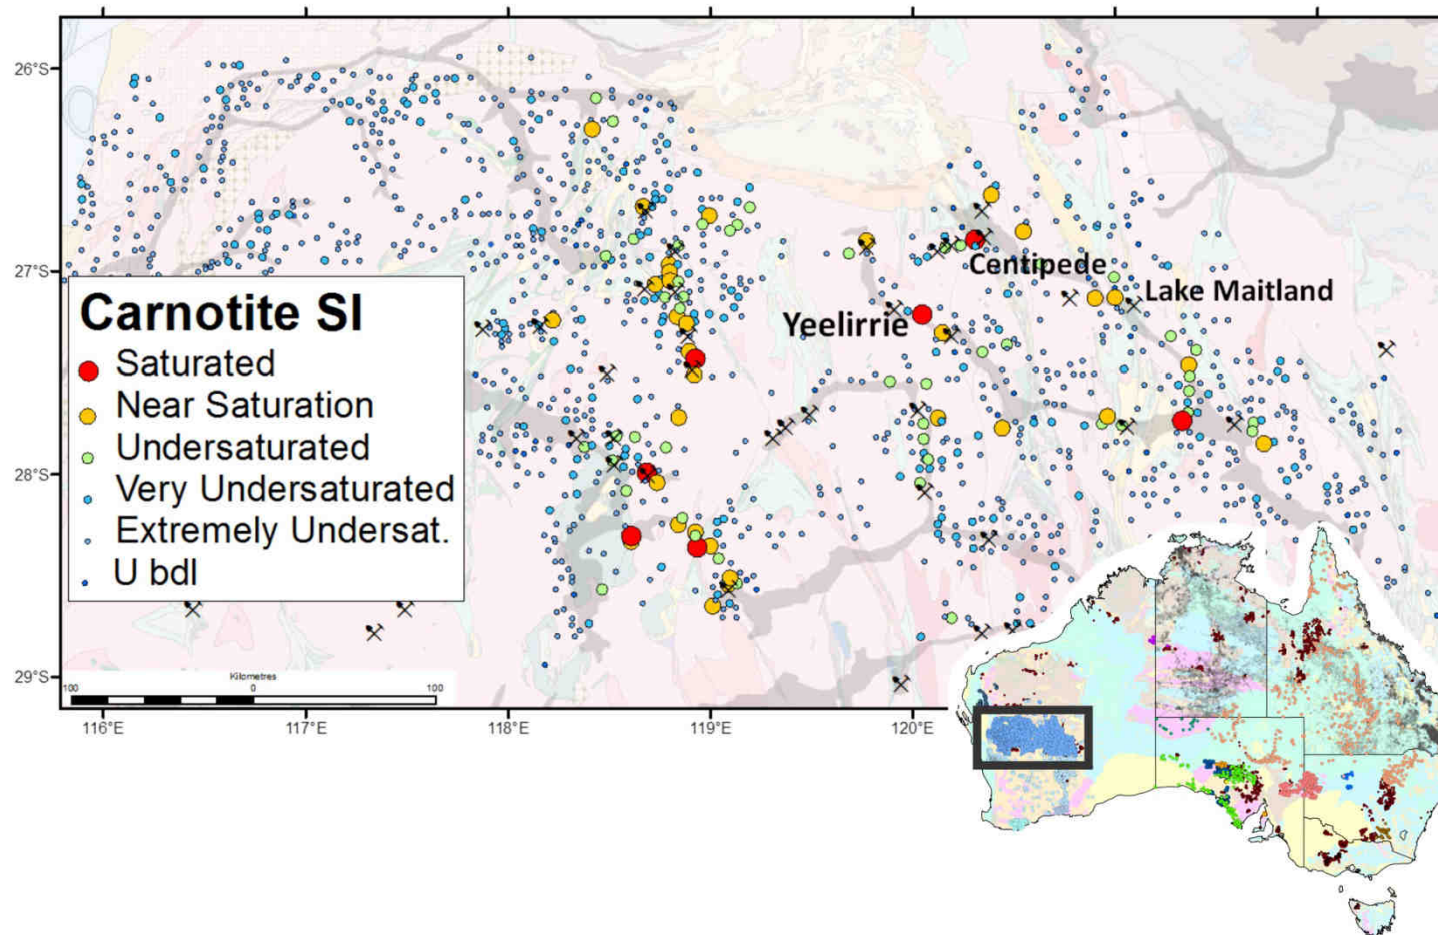 26°S
27°S
28°S
29°S
Centipede
Lake Maitland
Yeelirrie
Carnotite SI
Saturated
Near Saturation
Undersaturated
Very Undersaturated
Extremely Undersat.
U bdl
Kilometres
100 0 100
116°E 117°E 118°E 119°E 120°E